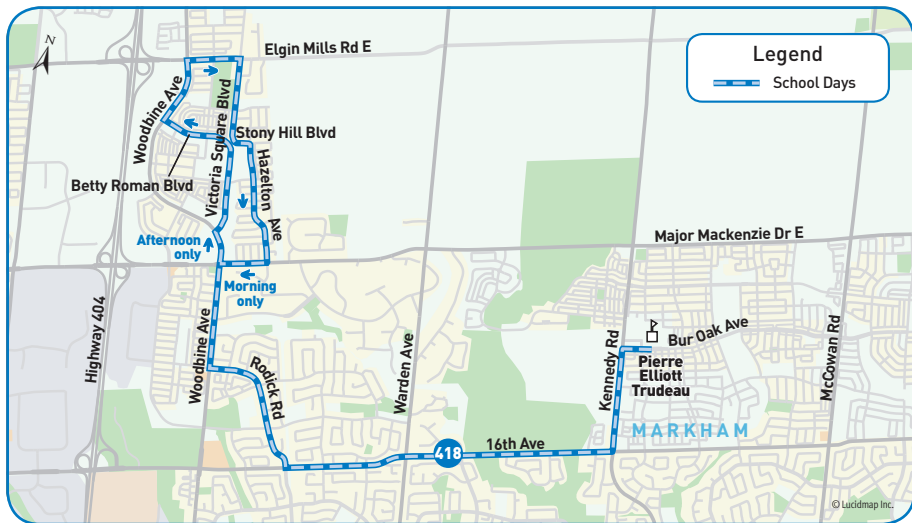 N
Elgin Mills Rd E
Legend
School Days
Woodbine Ave
Victoria Square Blvd
Stony Hill Blvd
Betty Roman Blvd
Hazelton Ave
Afternoon
only
Major Mackenzie Dr E
Morning
only
Highway 404
Woodbine Ave
Rodick Rd
Warden Ave
Kennedy Rd
Bur Oak Ave
McCowan Rd
Pierre
Elliott
Trudeau
MARKHAM
418
16th Ave
© Lucidmap Inc.